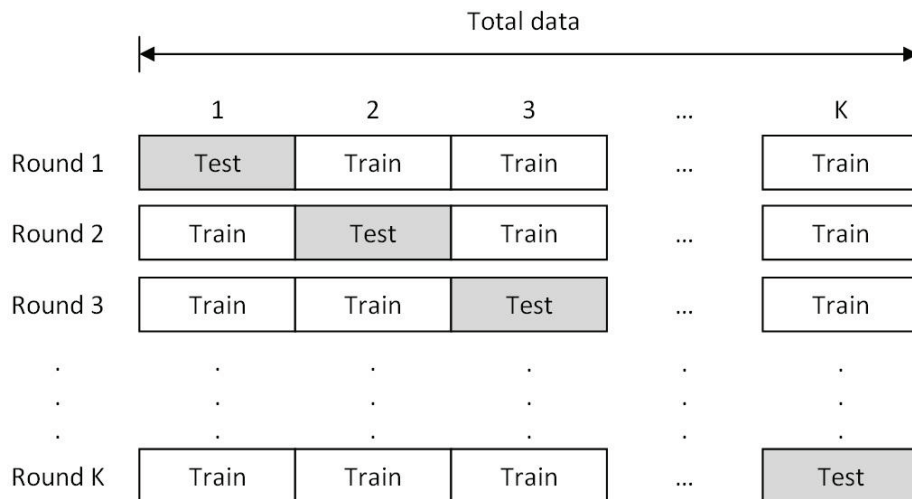 Total data
1 2 3 ... K
Round 1 Test Train Train ... Train
Round 2 Train Test Train ... Train
Round 3 Train Train Test ... Train
. . . . . .
. . . . . .
. . . . . .
Round K Train Train Train ... Test